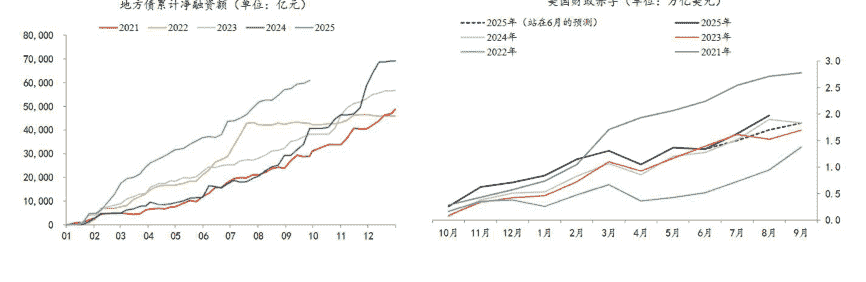 地方债累计净融资额（单位：亿元）
2021 2022 2023 2024 2025
80,000
70,000
60,000
50,000
40,000
30,000
20,000
10,000
0
01 02 03 04 05 06 07 08 09 10 11 12
美国财政赤字（单位：万亿美元）
2025年（站在6月的预测） 2025年
2024年 2023年
2022年 2021年
3.0
2.5
2.0
1.5
1.0
0.5
0.0
10月 11月 12月 1月 2月 3月 4月 5月 6月 7月 8月 9月